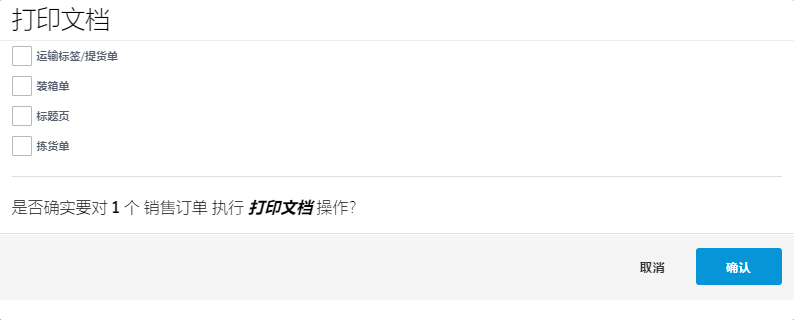 打印文档
运输标签/提货单
装箱单
标题页
拣货单
是否确实要对 1 个 销售订单 执行 打印文档 操作?
取消
确认